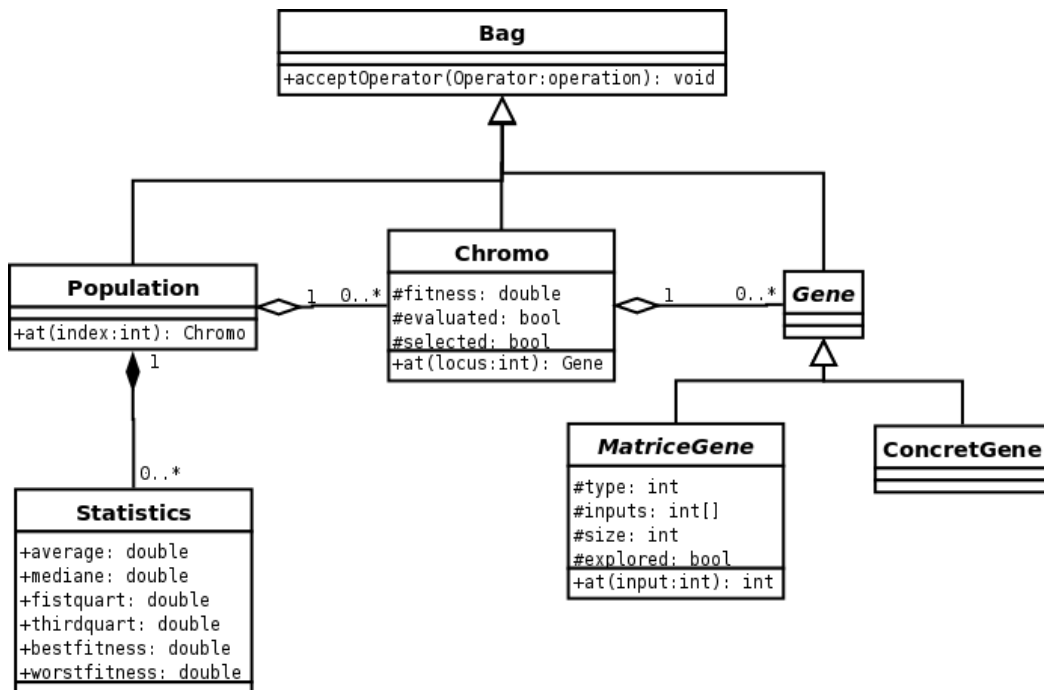 Bag
+acceptOperator(Operator:operation): void
Population
+at(index:int): Chromo
1
0..*
Chromo
#fitness: double
#evaluated: bool
#selected: bool
+at(locus:int): Gene
1
0..*
Gene
1
0..*
Statistics
+average: double
+mediane: double
+fistquart: double
+thirdquart: double
+bestfitness: double
+worstfitness: double
MatriceGene
#type: int
#inputs: int[]
#size: int
#explored: bool
+at(input:int): int
ConcretGene